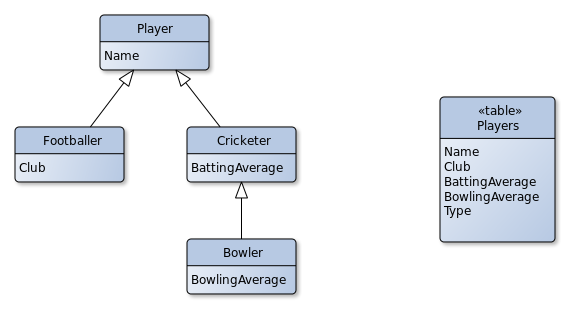 Player
Name
Footballer
Club
Cricketer
BattingAverage
Bowler
BowlingAverage
«table»
Players
Name
Club
BattingAverage
BowlingAverage
Type